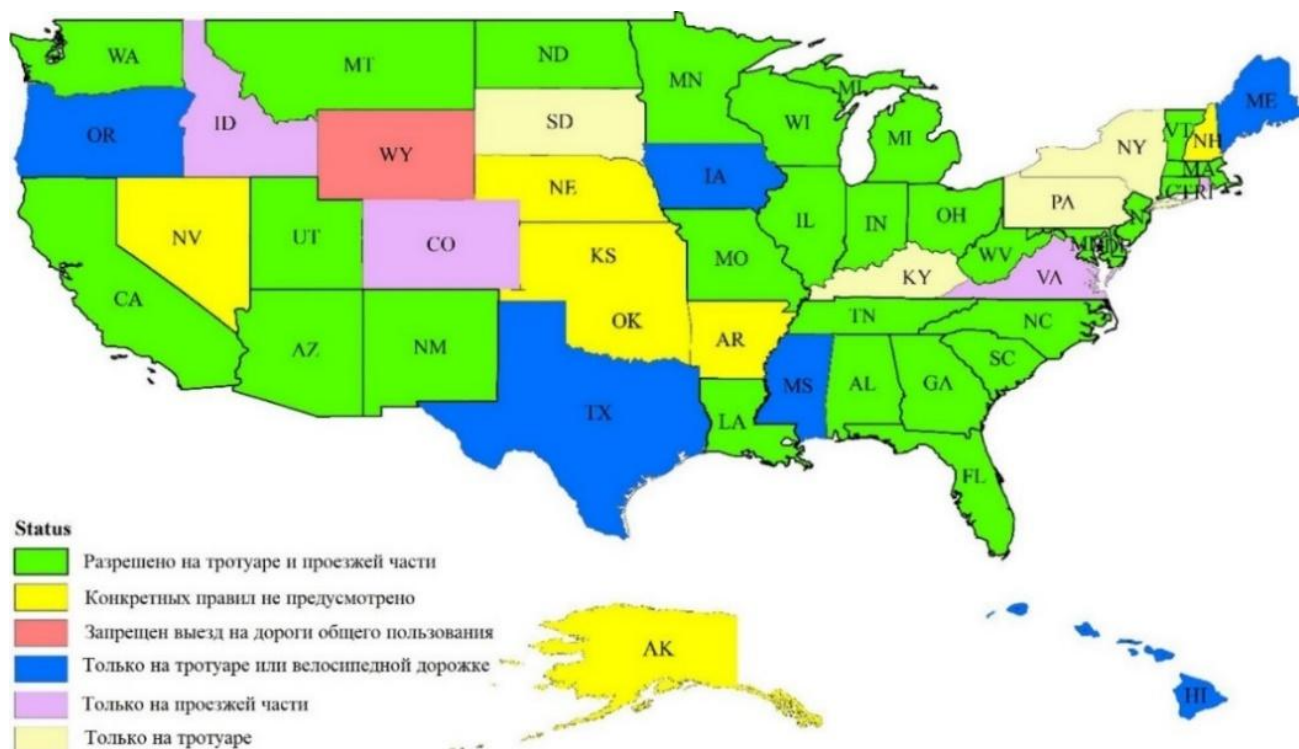 WA
MT
ND
MN
MI
ME
OR
ID
SD
WI
MI
NY
VT
NH
WY
IA
MA
NE
PA
CT RI
NV
UT
CO
IL
IN
OH
KS
MO
WV
VA
CA
KY
OK
TN
NC
AZ
NM
AR
SC
MS
AL
GA
TX
LA
FL
Status
Разрешено на тротуаре и проезжей части
Конкретных правил не предусмотрено
Запрещен выезд на дороги общего пользования
Только на тротуаре или велосипедной дорожке
Только на проезжей части
Только на тротуаре
AK
HI